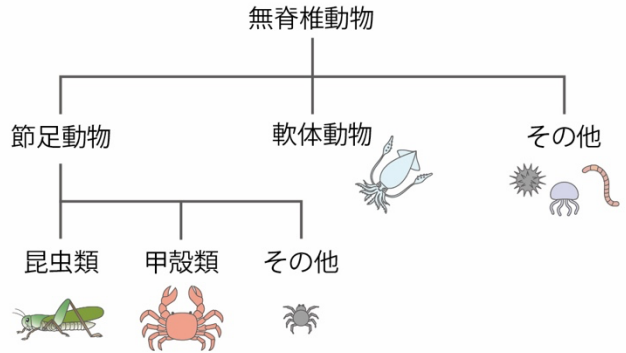 無脊椎動物
節足動物
軟体動物
その他
昆虫類
甲殻類
その他